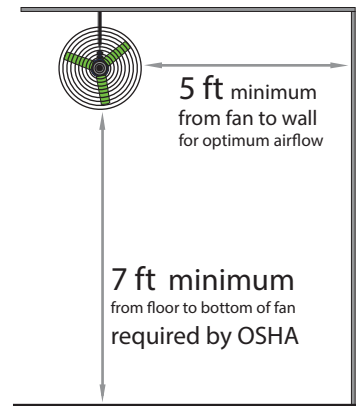 5 ft minimum
from fan to wall
for optimum airflow
7 ft minimum
from floor to bottom of fan
required by OSHA